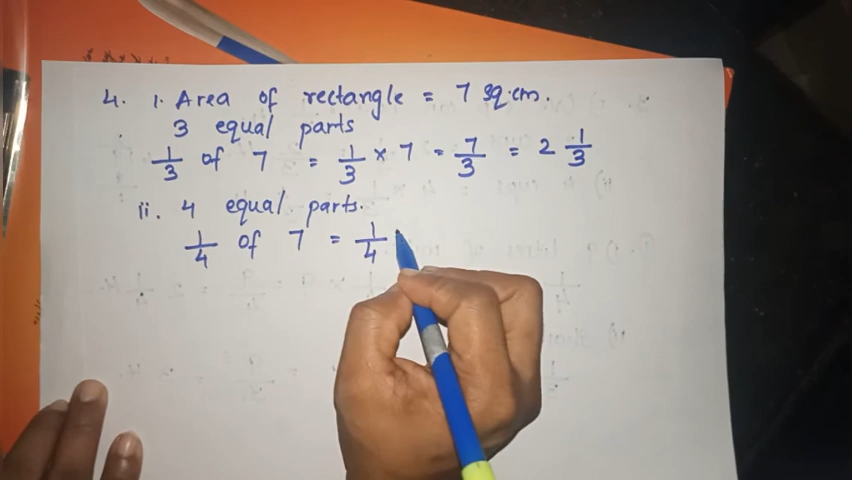 4. 1. Area of rectangle = 7 sq.cm.
3 equal parts
1/3 of 7 = 1/3 × 7 = 7/3 = 2 1/3
ii. 4 equal parts.
1/4 of 7 = 1/4